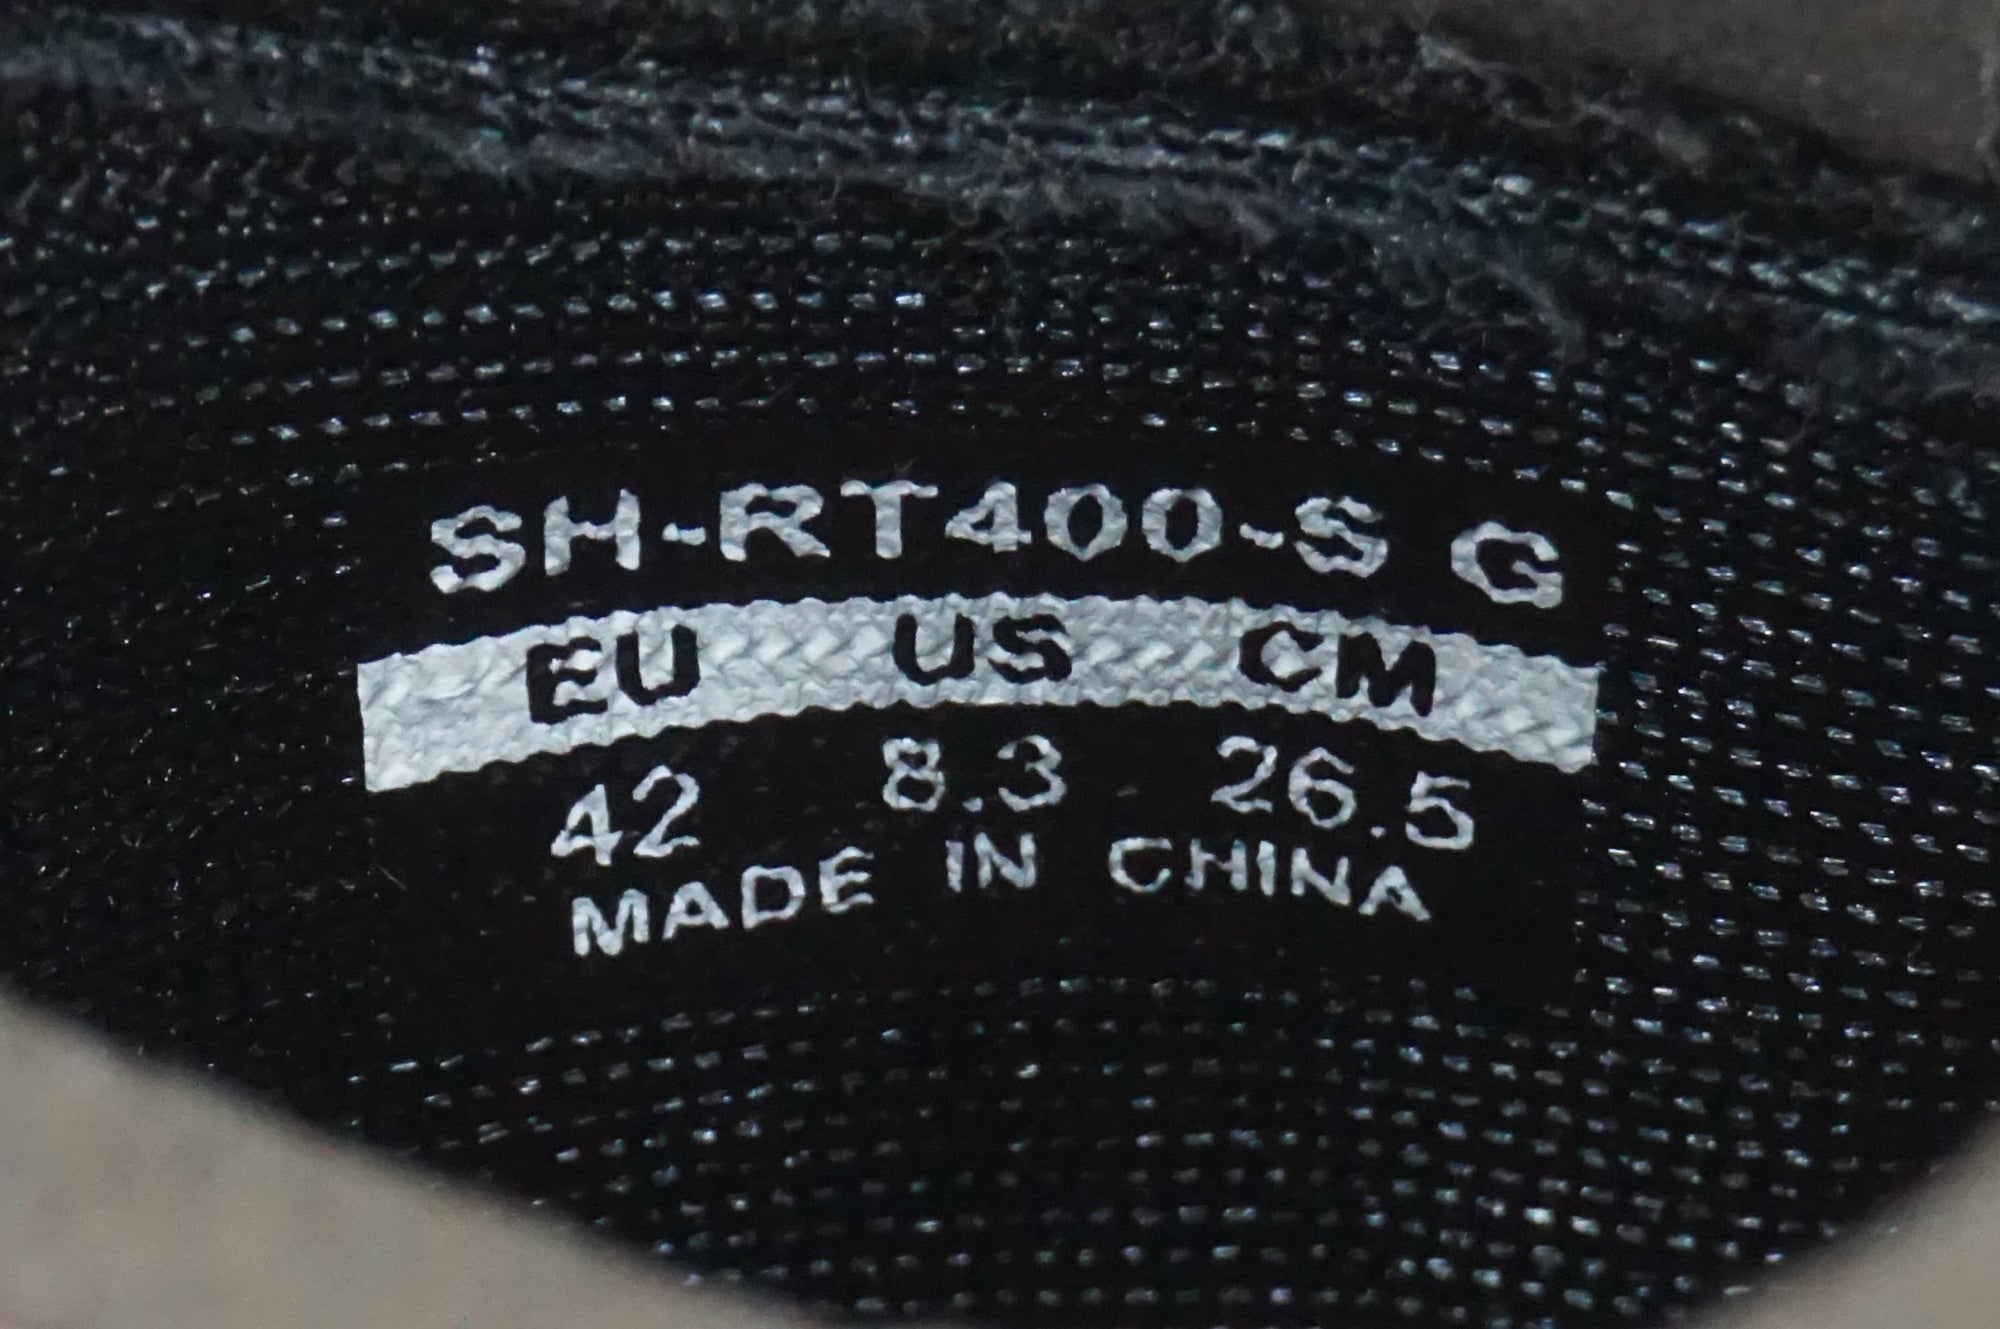 SH-RT400-S G
EU US CM
42 8.3 26.5
MADE IN CHINA